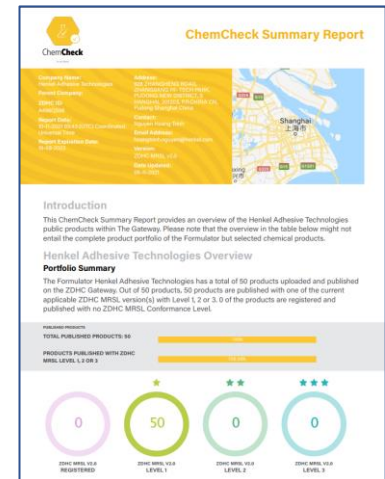 ChemCheck
ChemCheck Summary Report
Company Name:
Henkel Adhesive Technologies
Parent Company:
ZDHC ID:
Report Date:
Report Expiration Date:
Address:
Contact:
Email Address:
Version:
ZDHC MRSL V2.0
Date Updated:
Shanghai
上海市
Introduction
This ChemCheck Summary Report provides an overview of the Henkel Adhesive Technologies
public products within The Gateway. Please note that the overview in the table below might not
entail the complete product portfolio of the Formulator but selected chemical products.
Henkel Adhesive Technologies Overview
Portfolio Summary
The Formulator Henkel Adhesive Technologies has a total of 50 products uploaded and published
on the ZDHC Gateway. Out of 50 products, 50 products are published with one of the current
applicable ZDHC MRSL version(s) with Level 1, 2 or 3. 0 of the products are registered and
published with no ZDHC MRSL Conformance Level.
PUBLISHED PRODUCTS
TOTAL PUBLISHED PRODUCTS: 50
PRODUCTS PUBLISHED WITH ZDHC
MRSL LEVEL 1, 2 OR 3
0
50
0
0
ZDHC MRSL V2.0
REGISTERED
ZDHC MRSL V2.0
LEVEL 1
ZDHC MRSL V2.0
LEVEL 2
ZDHC MRSL V2.0
LEVEL 3